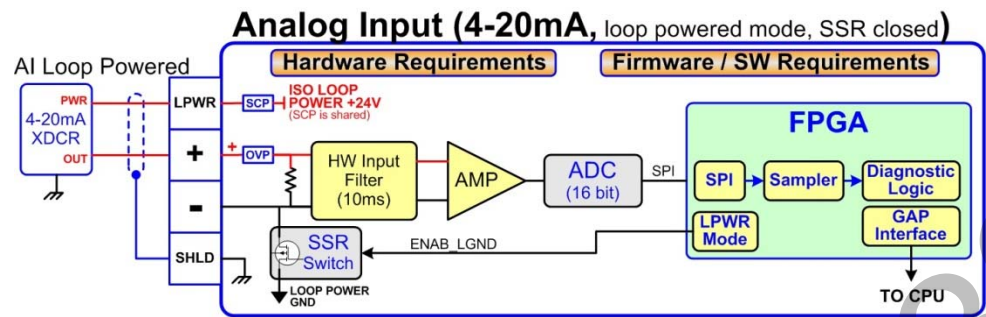 Analog Input (4-20mA, loop powered mode, SSR closed)
AI Loop Powered
Hardware Requirements
Firmware / SW Requirements
PWR
4-20mA
XDCR
OUT
LPWR
+
-
SHLD
SCP
ISO LOOP
POWER +24V
(SCP is shared)
+
OVP
HW Input
Filter
(10ms)
AMP
ADC
(16 bit)
SPI
FPGA
SPI
Sampler
Diagnostic
Logic
LPWR
Mode
GAP
Interface
SSR
Switch
ENAB_LGND
LOOP POWER
GND
TO CPU